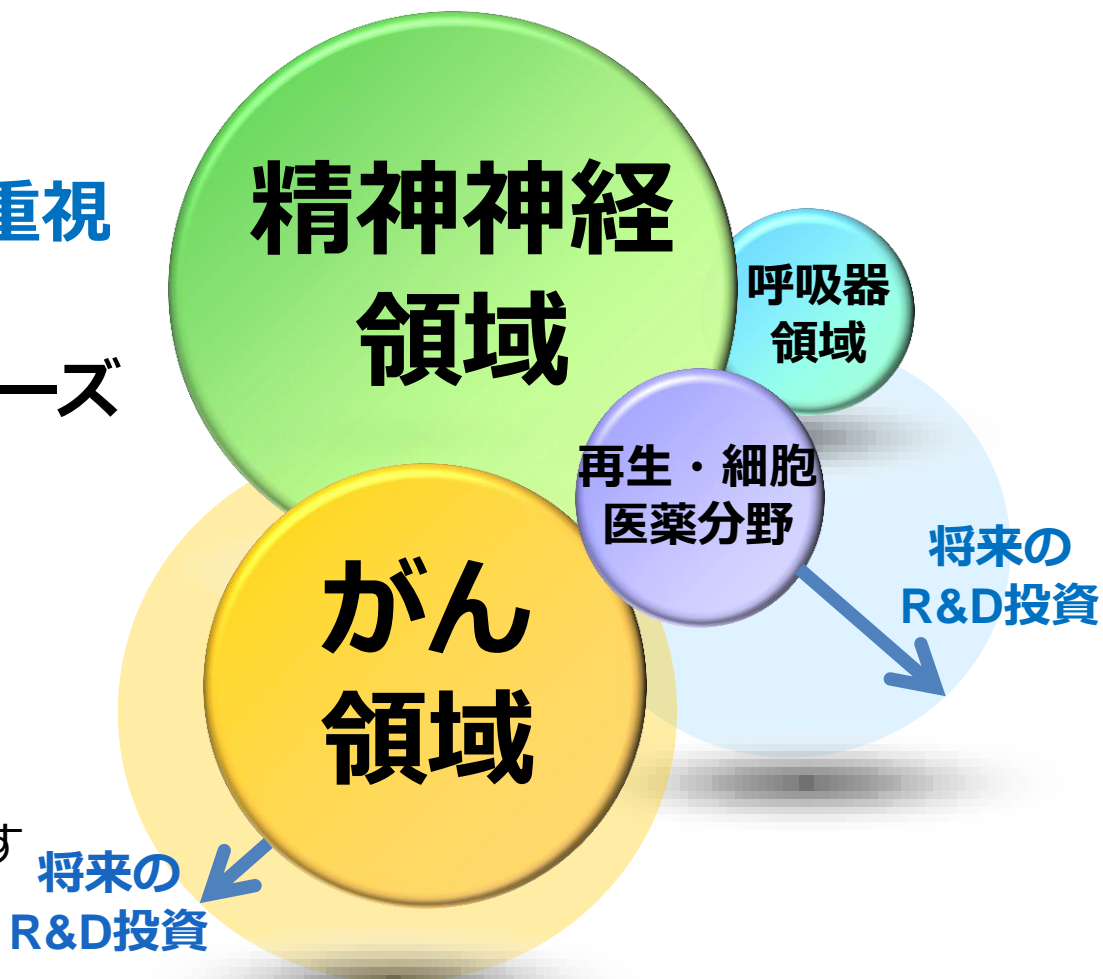 重視
ーズ
す
精神神経
領域
呼吸器
領域
再生・細胞
医薬分野
将来の
R&D投資
がん
領域
将来の
R&D投資